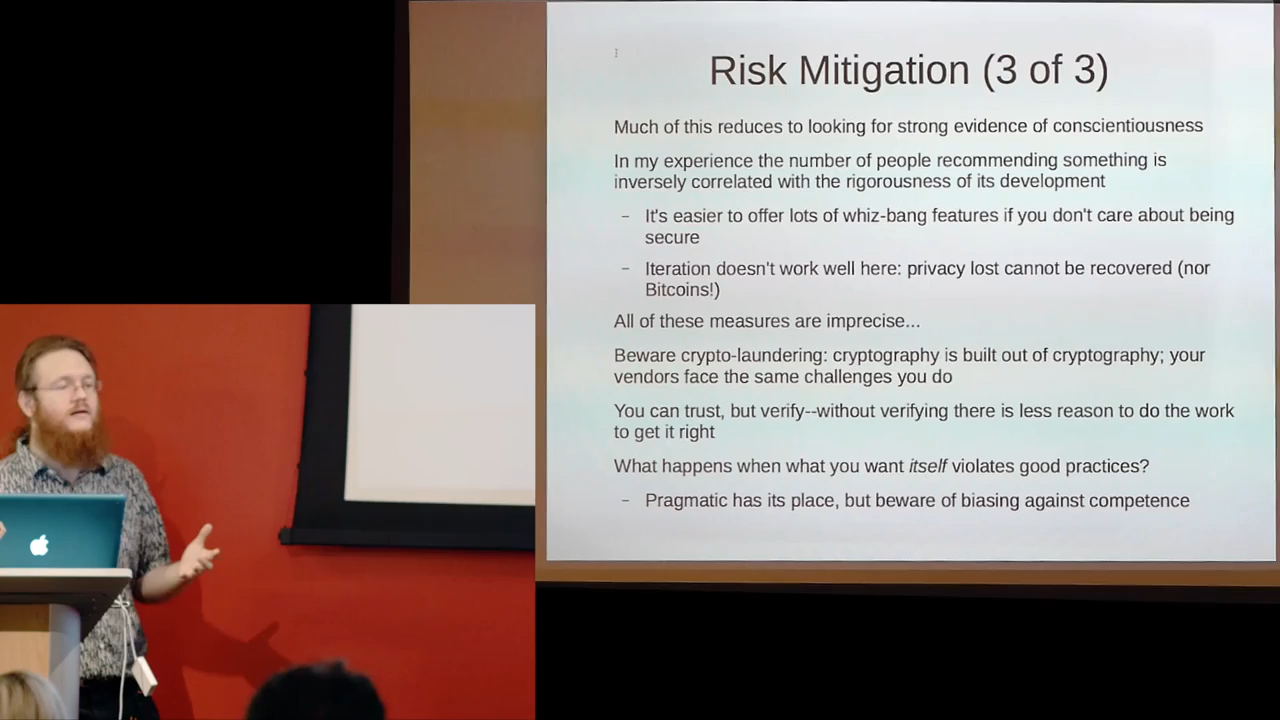 Risk Mitigation (3 of 3)
Much of this reduces to looking for strong evidence of conscientiousness
In my experience the number of people recommending something is
inversely correlated with the rigorousness of its development
– It's easier to offer lots of whiz-bang features if you don't care about being
secure
– Iteration doesn't work well here: privacy lost cannot be recovered (nor
Bitcoins!)
All of these measures are imprecise...
Beware crypto-laundering: cryptography is built out of cryptography; your
vendors face the same challenges you do
You can trust, but verify--without verifying there is less reason to do the work
to get it right
What happens when what you want itself violates good practices?
– Pragmatic has its place, but beware of biasing against competence